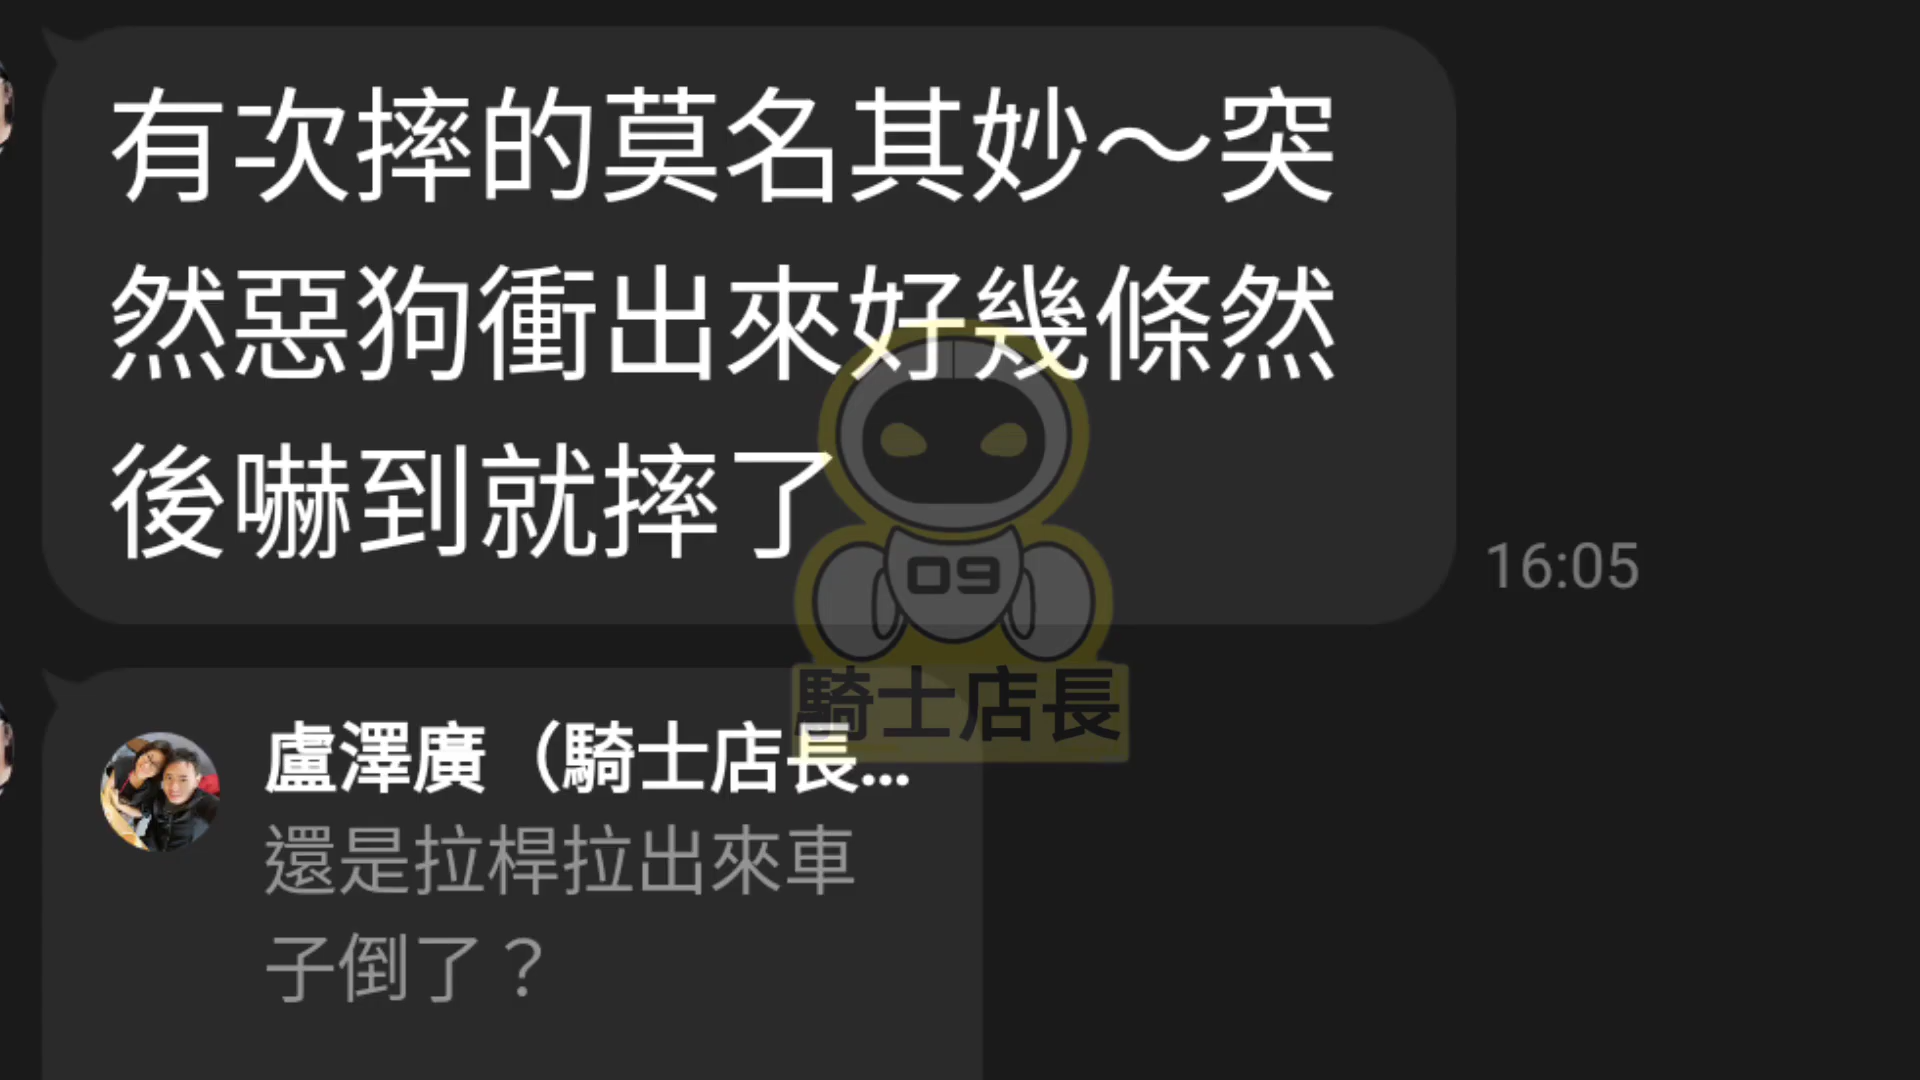 有次摔的莫名其妙～突
然惡狗衝出來好幾條然
後嚇到就摔了
16:05
09
騎士店長
盧澤廣（騎士店長...
還是拉桿拉出來車
子倒了？